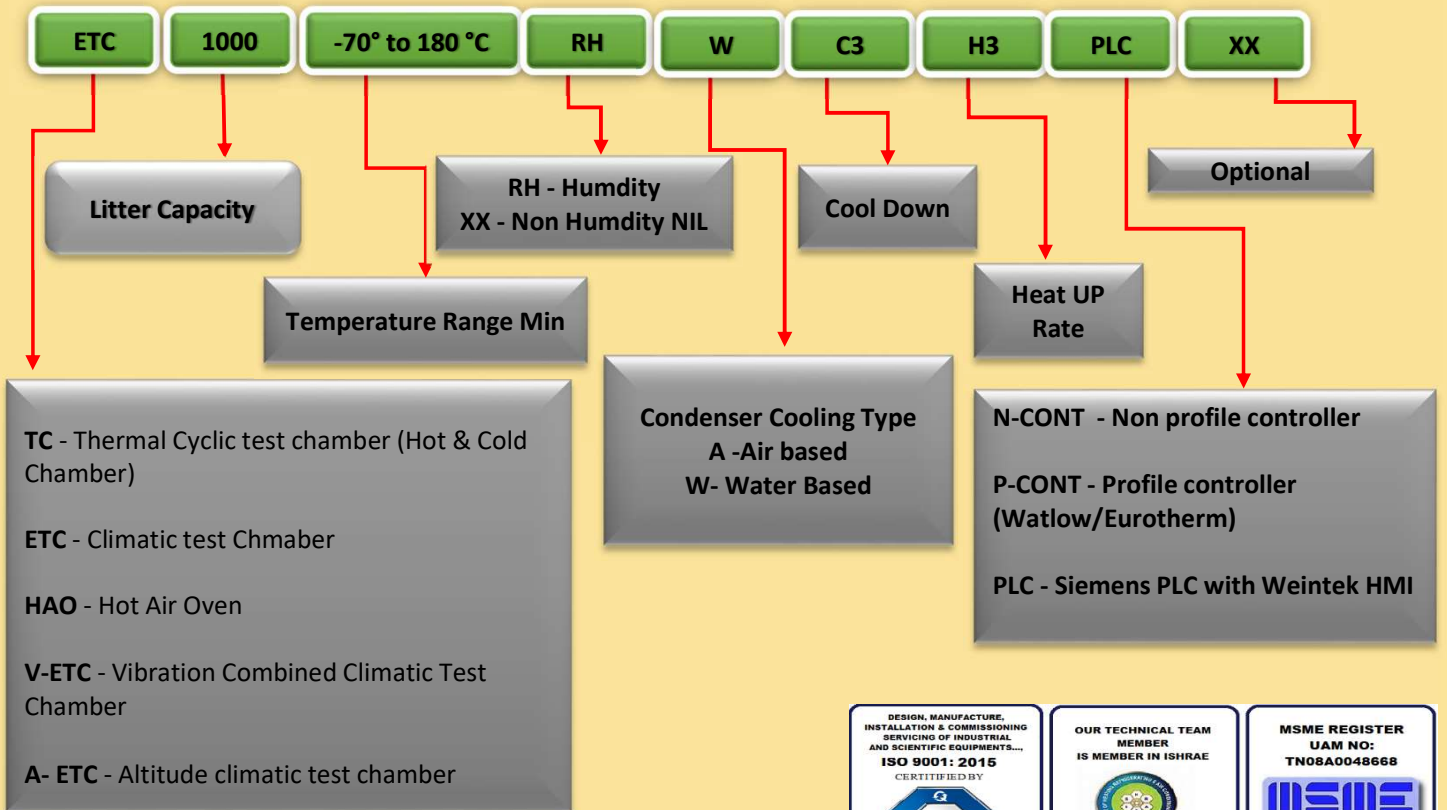 ETC 1000 -70° to 180 °C RH W C3 H3 PLC XX
Litter Capacity
RH - Humdity
XX - Non Humdity NIL
Cool Down
Optional
Temperature Range Min
Heat UP
Rate
TC - Thermal Cyclic test chamber (Hot & Cold
Chamber)
ETC - Climatic test Chmaber
HAO - Hot Air Oven
V-ETC - Vibration Combined Climatic Test
Chamber
A- ETC - Altitude climatic test chamber
Condenser Cooling Type
A -Air based
W- Water Based
N-CONT - Non profile controller
P-CONT - Profile controller
(Watlow/Eurotherm)
PLC - Siemens PLC with Weintek HMI
DESIGN, MANUFACTURE,
INSTALLATION & COMMISSIONING
SERVICING OF INDUSTRIAL
AND SCIENTIFIC EQUIPMENTS...,
ISO 9001: 2015
CERTITIFIED BY
Q
OUR TECHNICAL TEAM
MEMBER
IS MEMBER IN ISHRAE
MSME REGISTER
UAM NO:
TN08A0048668
MSME